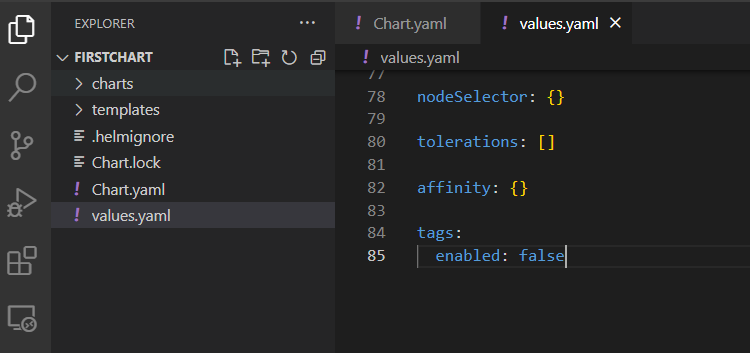 EXPLORER ...
FIRSTCHART
charts
templates
.helmignore
Chart.lock
! Chart.yaml
! values.yaml
! Chart.yaml
! values.yaml ×
! values.yaml
77
78 nodeSelector: {}
79
80 tolerations: []
81
82 affinity: {}
83
84 tags:
85 enabled: false